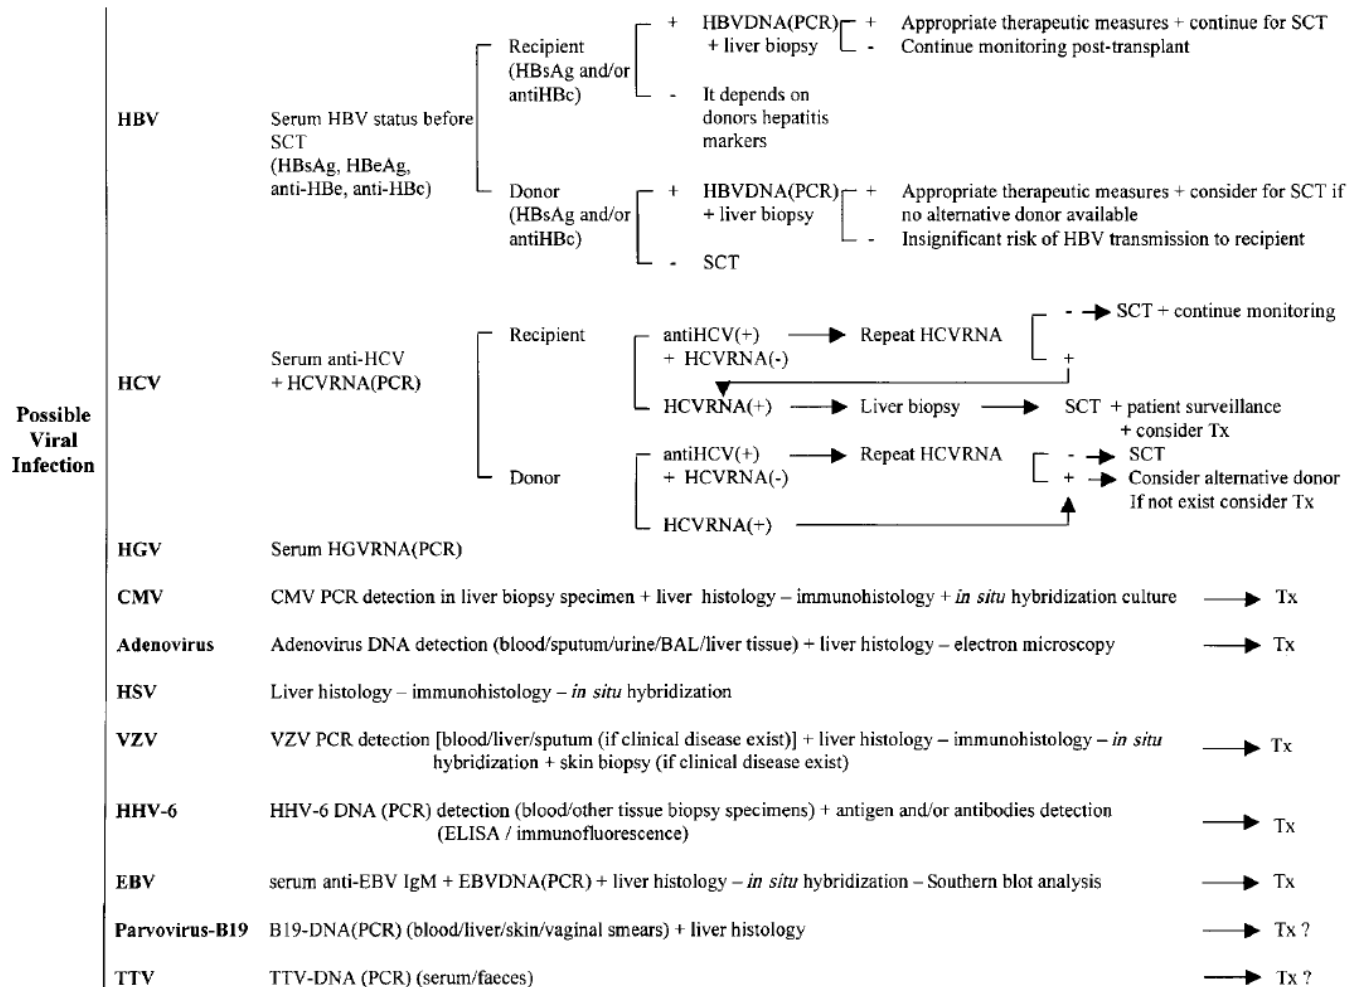 Possible
Viral
Infection
HBV
Serum HBV status before
SCT
(HBsAg, HBeAg,
anti-HBe, anti-HBc)
Recipient
(HBsAg and/or
antiHBc)
+ HBVDNA(PCR)
+ liver biopsy
+ Appropriate therapeutic measures + continue for SCT
- Continue monitoring post-transplant
- It depends on
donors hepatitis
markers
Donor
(HBsAg and/or
antiHBc)
+ HBVDNA(PCR)
+ liver biopsy
+ Appropriate therapeutic measures + consider for SCT if
no alternative donor available
- Insignificant risk of HBV transmission to recipient
- SCT
HCV
Serum anti-HCV
+ HCVRNA(PCR)
Recipient
antiHCV(+)
+ HCVRNA(-)
Repeat HCVRNA
- SCT + continue monitoring
+
HCVRNA(+)
Liver biopsy
SCT + patient surveillance
+ consider Tx
Donor
antiHCV(+)
+ HCVRNA(-)
Repeat HCVRNA
- SCT
+ Consider alternative donor
If not exist consider Tx
HCVRNA(+)
HGV
Serum HGVRNA(PCR)
CMV
CMV PCR detection in liver biopsy specimen + liver histology – immunohistology + in situ hybridization culture
Tx
Adenovirus
Adenovirus DNA detection (blood/sputum/urine/BAL/liver tissue) + liver histology – electron microscopy
Tx
HSV
Liver histology – immunohistology – in situ hybridization
VZV
VZV PCR detection [blood/liver/sputum (if clinical disease exist)] + liver histology – immunohistology – in situ
hybridization + skin biopsy (if clinical disease exist)
Tx
HHV-6
HHV-6 DNA (PCR) detection (blood/other tissue biopsy specimens) + antigen and/or antibodies detection
(ELISA / immunofluorescence)
Tx
EBV
serum anti-EBV IgM + EBVDNA(PCR) + liver histology – in situ hybridization – Southern blot analysis
Tx
Parvovirus-B19
B19-DNA(PCR) (blood/liver/skin/vaginal smears) + liver histology
Tx ?
TTV
TTV-DNA (PCR) (serum/faeces)
Tx ?